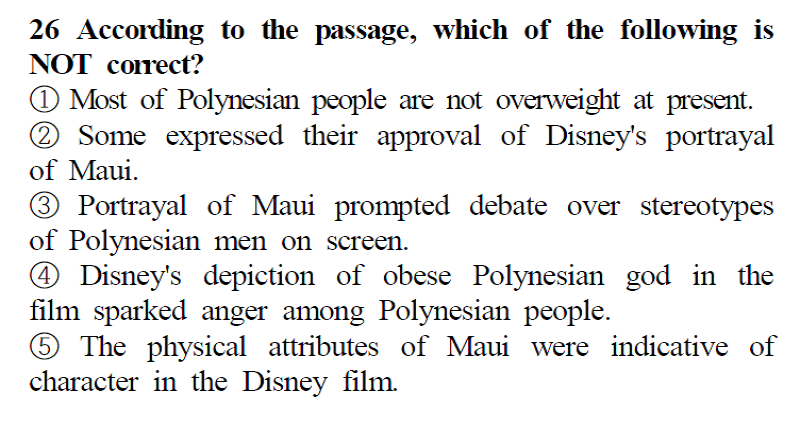 26 According to the passage, which of the following is
NOT correct?
① Most of Polynesian people are not overweight at present.
② Some expressed their approval of Disney's portrayal
of Maui.
③ Portrayal of Maui prompted debate over stereotypes
of Polynesian men on screen.
④ Disney's depiction of obese Polynesian god in the
film sparked anger among Polynesian people.
⑤ The physical attributes of Maui were indicative of
character in the Disney film.